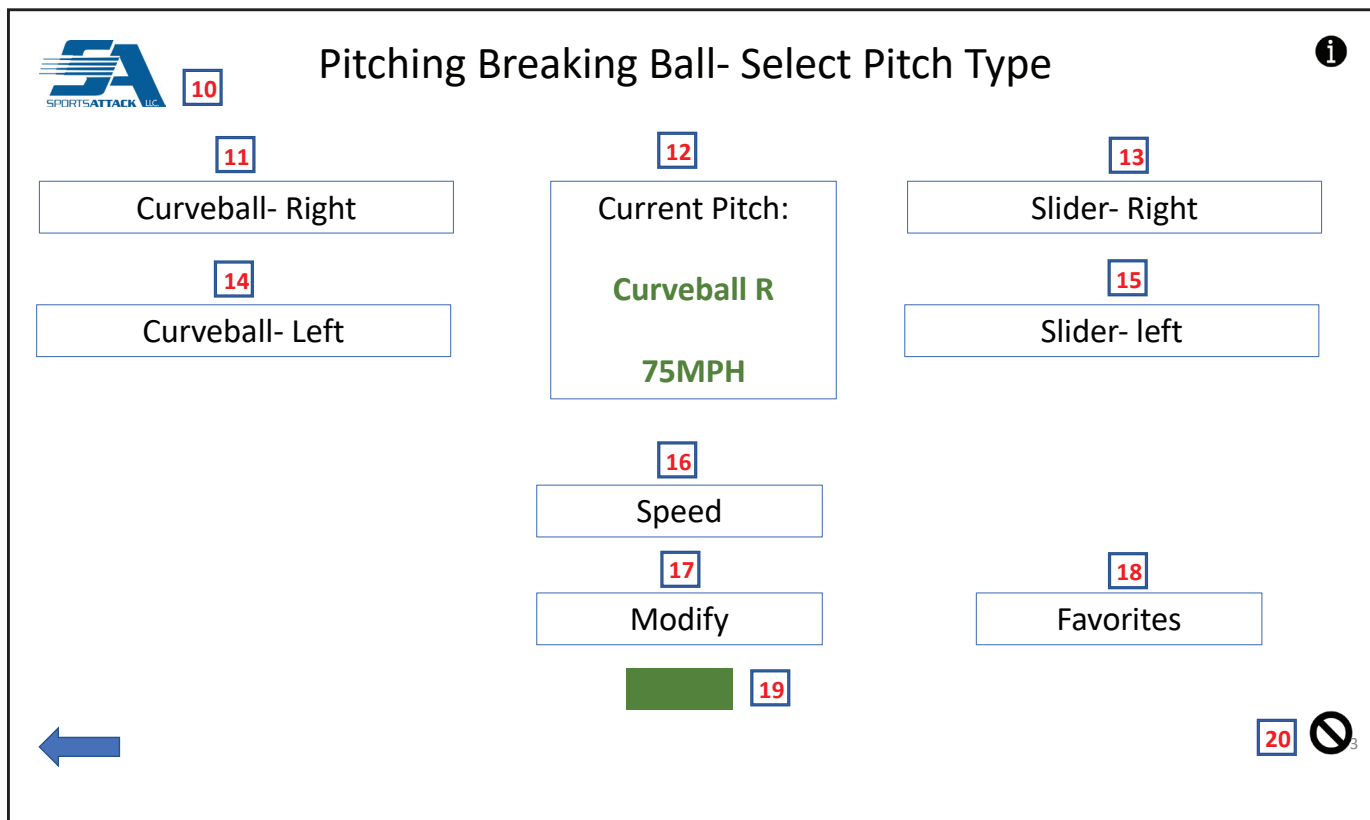 Pitching Breaking Ball- Select Pitch Type
i
SPORTSATTACK LLC.
10
11
12
13
Curveball- Right
Current Pitch:
Slider- Right
14
Curveball R
15
Curveball- Left
Slider- left
75MPH
16
Speed
17
18
Modify
Favorites
19
20
3